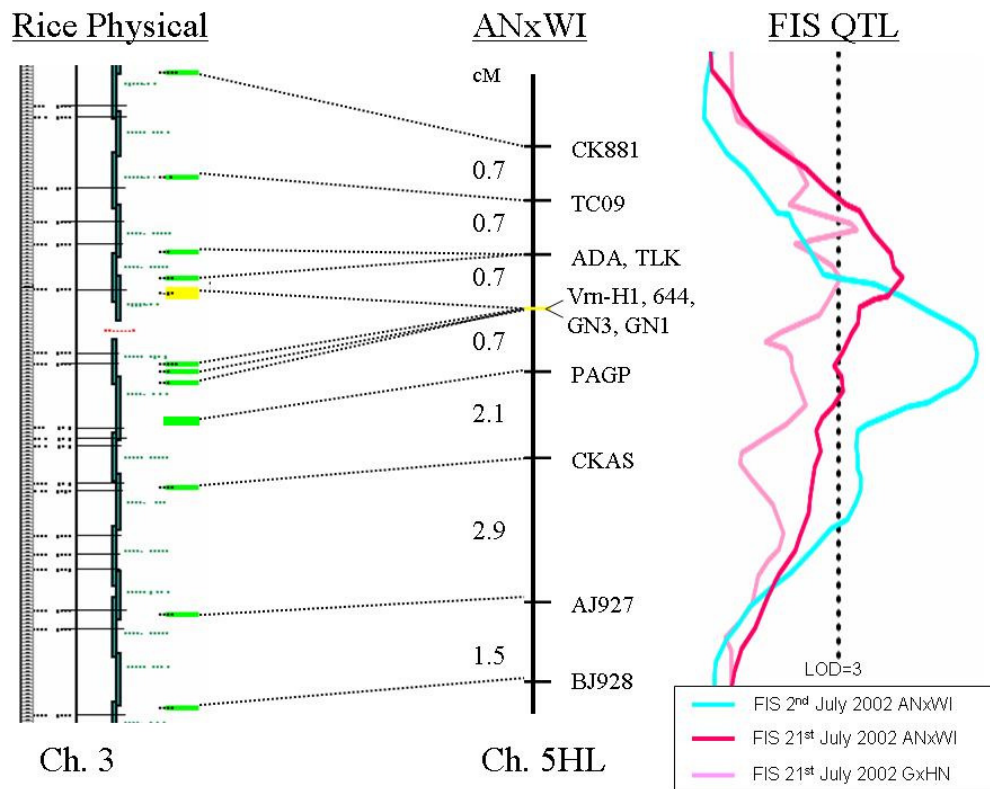 Rice Physical
ANxWI
FIS QTL
cM
CK881
0.7
TC09
0.7
ADA, TLK
0.7
Vrn-H1, 644,
GN3, GN1
0.7
PAGP
2.1
CKAS
2.9
AJ927
1.5
BJ928
LOD=3
FIS 2nd July 2002 ANxWI
FIS 21st July 2002 ANxWI
FIS 21st July 2002 GxHN
Ch. 3
Ch. 5HL